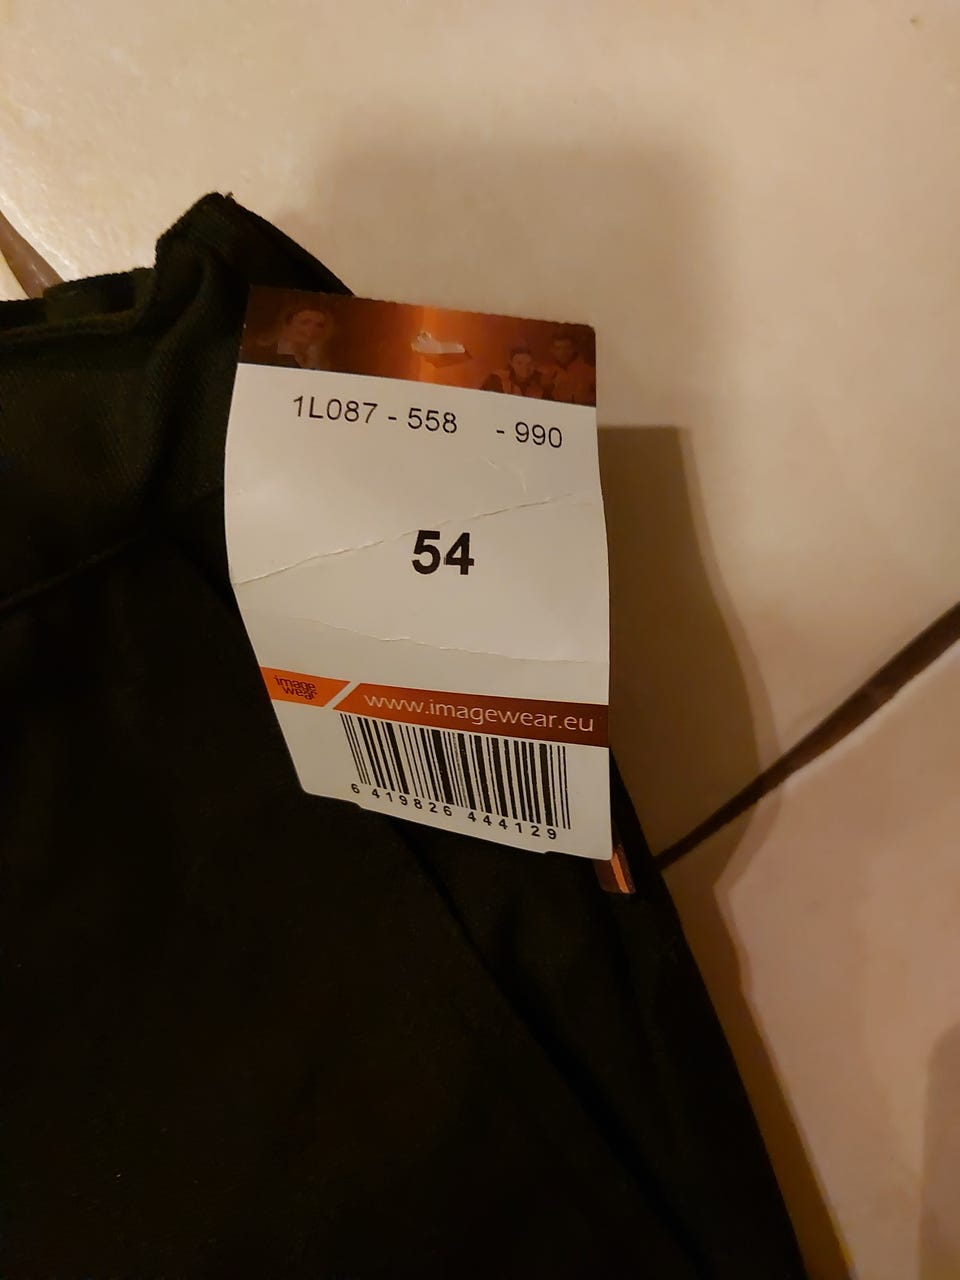 1L087 - 558 - 990
54
image
wear
www.imagewear.eu
6 419826 444129